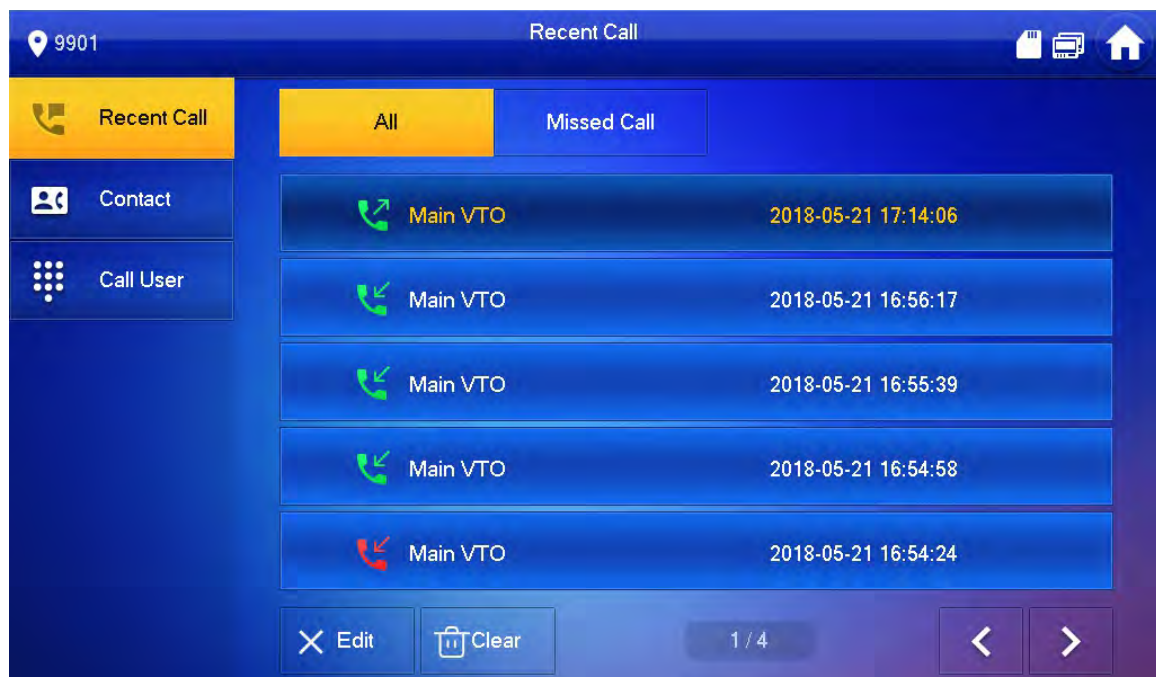 9901
Recent Call
Recent Call
Contact
Call User
All
Missed Call
Main VTO 2018-05-21 17:14:06
Main VTO 2018-05-21 16:56:17
Main VTO 2018-05-21 16:55:39
Main VTO 2018-05-21 16:54:58
Main VTO 2018-05-21 16:54:24
Edit
Clear
1/4